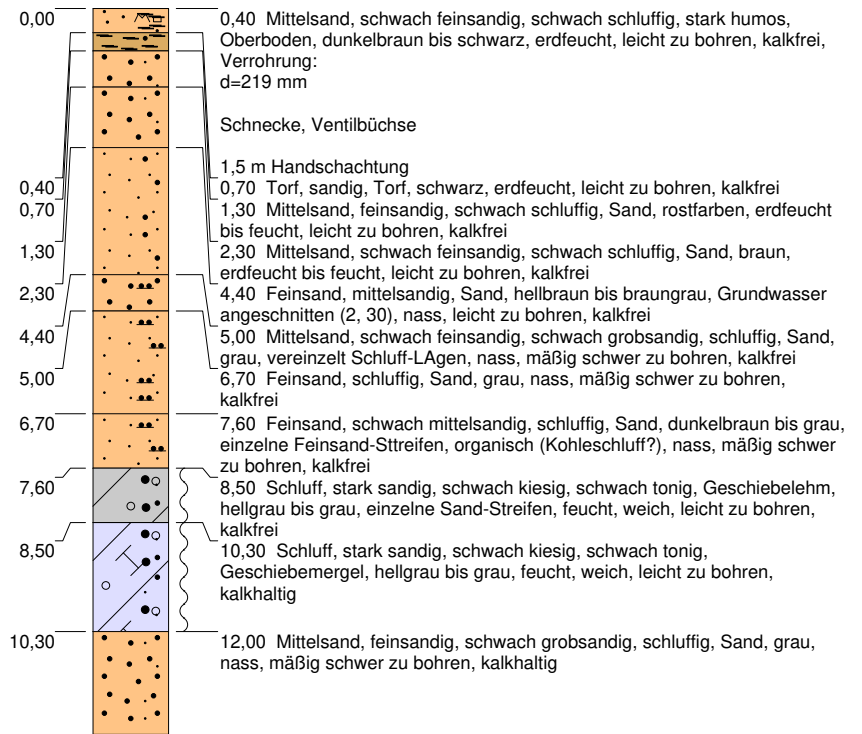 0,00
0,40 Mittelsand, schwach feinsandig, schwach schluffig, stark humos,
Oberboden, dunkelbraun bis schwarz, erdfeucht, leicht zu bohren, kalkfrei,
Verrohrung:
d=219 mm
Schnecke, Ventilbüchse
1,5 m Handschachtung
0,40
0,70 Torf, sandig, Torf, schwarz, erdfeucht, leicht zu bohren, kalkfrei
0,70
1,30 Mittelsand, feinsandig, schwach schluffig, Sand, rostfarben, erdfeucht
bis feucht, leicht zu bohren, kalkfrei
1,30
2,30 Mittelsand, schwach feinsandig, schwach schluffig, Sand, braun,
erdfeucht bis feucht, leicht zu bohren, kalkfrei
2,30
4,40 Feinsand, mittelsandig, Sand, hellbraun bis braungrau, Grundwasser
angeschnitten (2, 30), nass, leicht zu bohren, kalkfrei
4,40
5,00 Mittelsand, schwach feinsandig, schwach grobsandig, schluffig, Sand,
grau, vereinzelt Schluff-LAgen, nass, mäßig schwer zu bohren, kalkfrei
5,00
6,70 Feinsand, schluffig, Sand, grau, nass, mäßig schwer zu bohren,
kalkfrei
6,70
7,60 Feinsand, schwach mittelsandig, schluffig, Sand, dunkelbraun bis grau,
einzelne Feinsand-Sttreifen, organisch (Kohleschluff?), nass, mäßig schwer
zu bohren, kalkfrei
7,60
8,50 Schluff, stark sandig, schwach kiesig, schwach tonig, Geschiebelehm,
hellgrau bis grau, einzelne Sand-Streifen, feucht, weich, leicht zu bohren,
kalkfrei
8,50
10,30 Schluff, stark sandig, schwach kiesig, schwach tonig,
Geschiebemergel, hellgrau bis grau, feucht, weich, leicht zu bohren,
kalkhaltig
10,30
12,00 Mittelsand, feinsandig, schwach grobsandig, schluffig, Sand, grau,
nass, mäßig schwer zu bohren, kalkhaltig